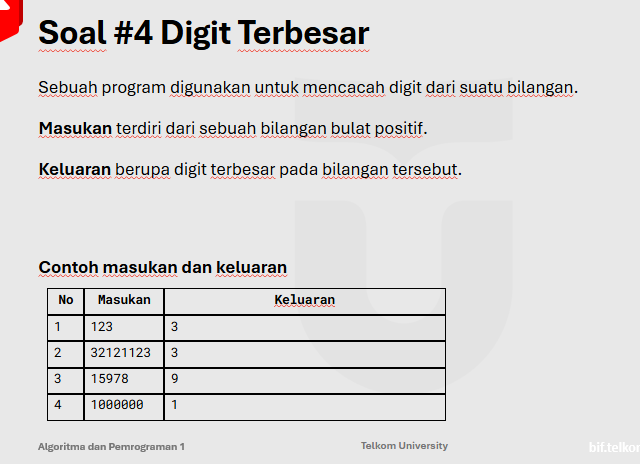 Soal #4 Digit Terbesar
Sebuah program digunakan untuk mencacah digit dari suatu bilangan.
Masukan terdiri dari sebuah bilangan bulat positif.
Keluaran berupa digit terbesar pada bilangan tersebut.
Contoh masukan dan keluaran
No Masukan Keluaran
1 123 3
2 32121123 3
3 15978 9
4 1000000 1
Algoritma dan Pemrograman 1
Telkom University
bif.telkor